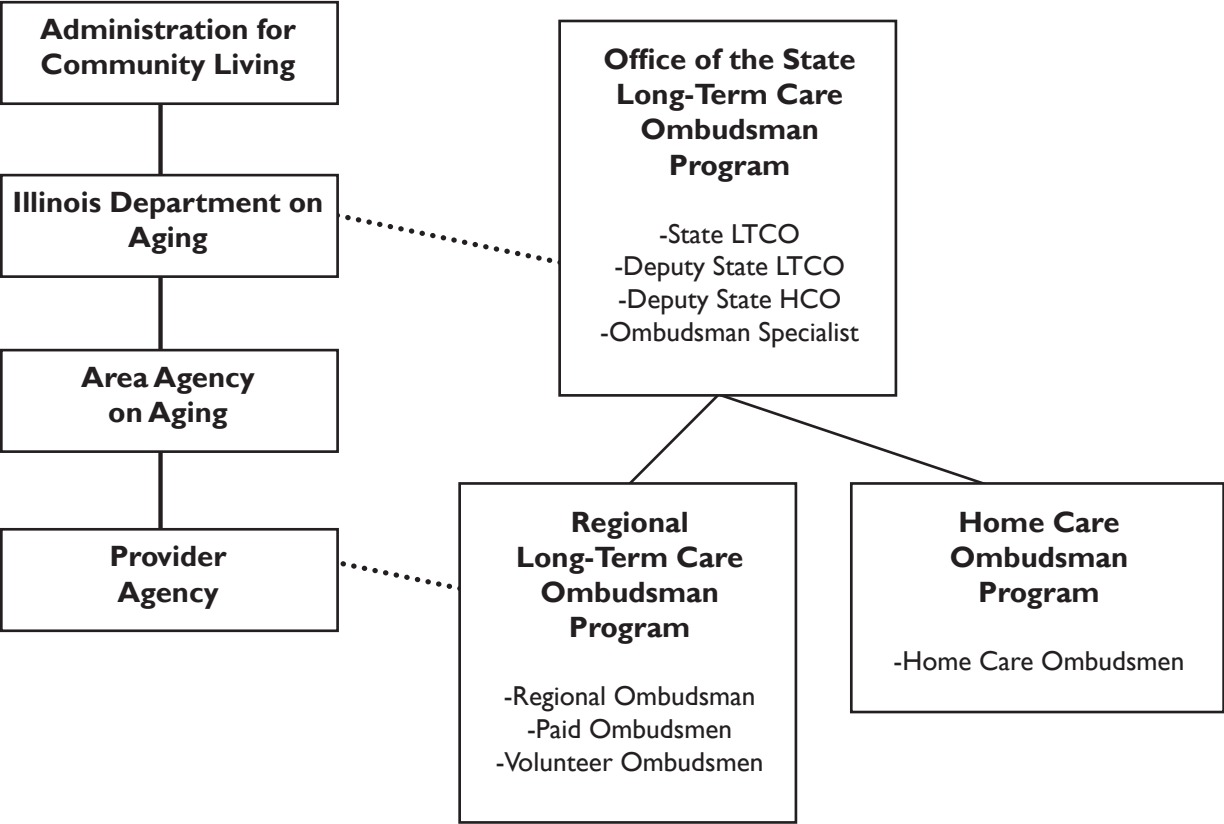 Administration for
Community Living
Illinois Department on
Aging
Area Agency
on Aging
Provider
Agency
Office of the State
Long-Term Care
Ombudsman
Program
-State LTCO
-Deputy State LTCO
-Deputy State HCO
-Ombudsman Specialist
Regional
Long-Term Care
Ombudsman
Program
-Regional Ombudsman
-Paid Ombudsmen
-Volunteer Ombudsmen
Home Care
Ombudsman
Program
-Home Care Ombudsmen